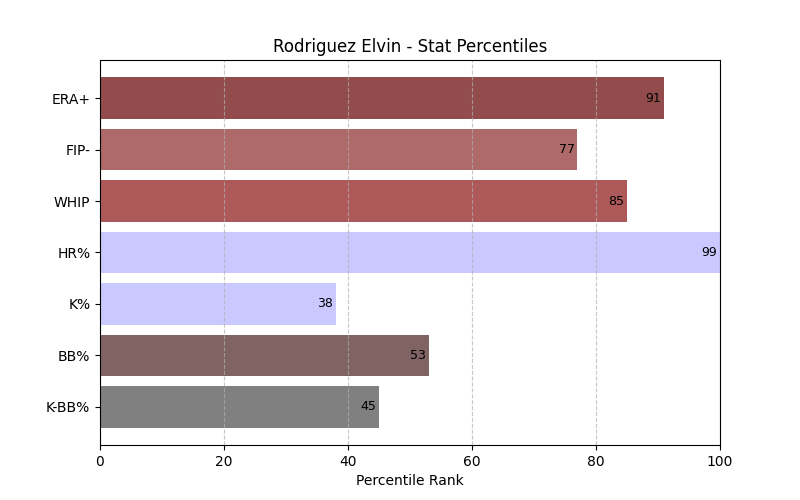 Rodriguez Elvin - Stat Percentiles
ERA+ 91
FIP- 77
WHIP 85
HR% 99
K% 38
BB% 53
K-BB% 45
0 20 40 60 80 100
Percentile Rank